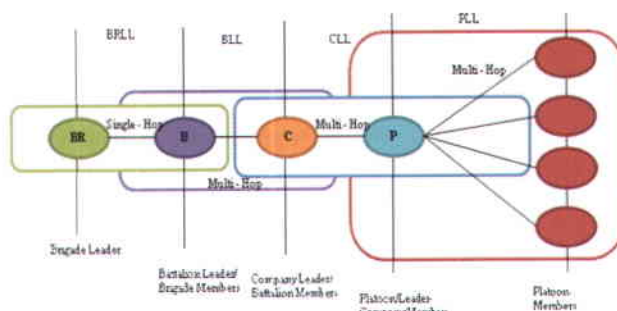 BRLL
BLL
CLL
PLL
Multi - Hop
BR
Single - Hop
B
C
Multi - Hop
P
Multi - Hop
Brigade Leader
Battalion Leader/
Brigade Members
Company Leader/
Battalion Members
Platoon/Leader-
Platoon
Members